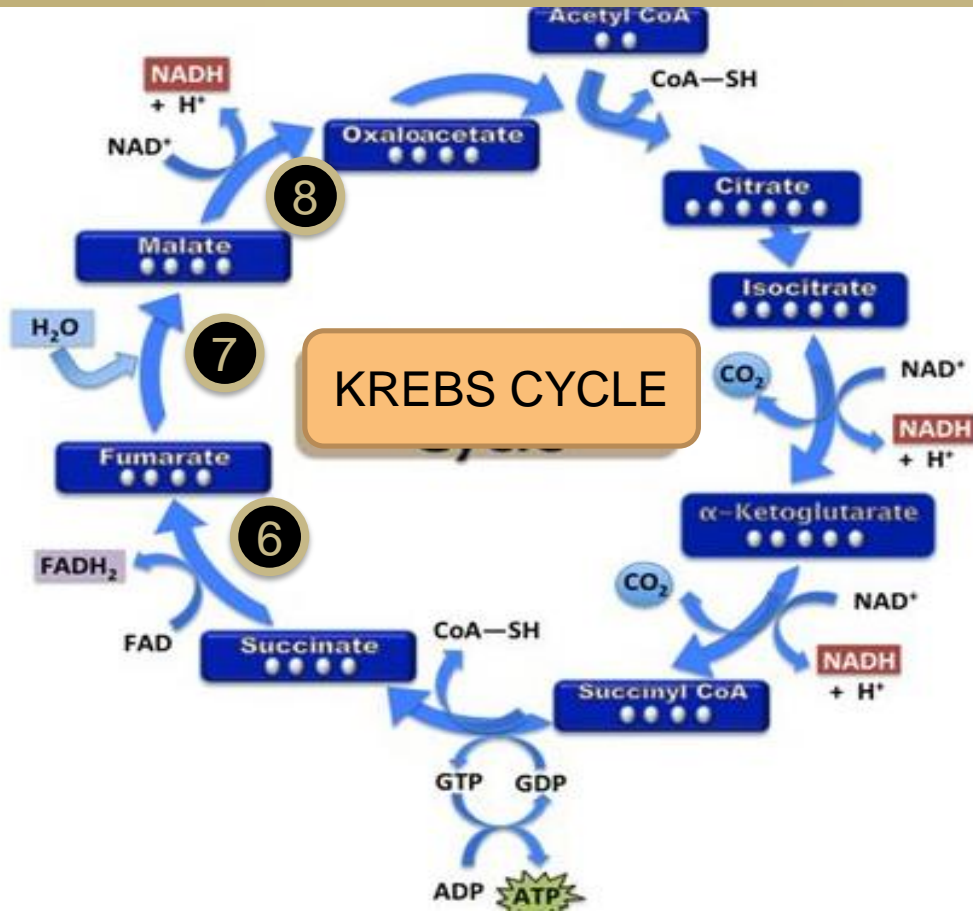 Acetyl CoA
CoA—SH
NADH
+ H⁺
NAD⁺
Oxaloacetate
8
Citrate
Malate
Isocitrate
H₂O
7
KREBS CYCLE
Cycle
CO₂
NAD⁺
NADH
+ H⁺
Fumarate
6
α-Ketoglutarate
FADH₂
FAD
CO₂
NAD⁺
CoA—SH
Succinate
NADH
+ H⁺
Succinyl CoA
GTP
GDP
ADP
ATP